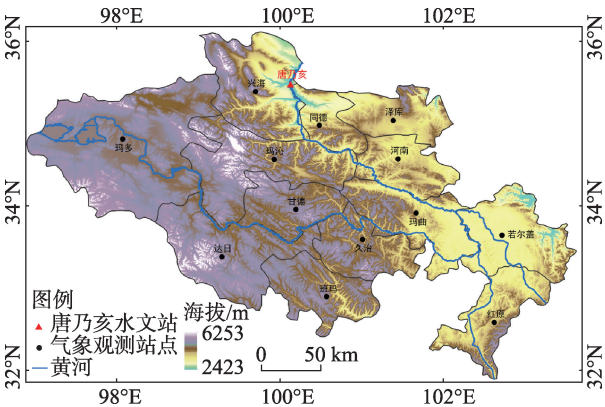 98°E 100°E 102°E
36°N 36°N
唐乃亥
兴海
同德
泽库
玛多
玛沁
河南
34°N 34°N
甘德
玛曲
达日
久治
若尔盖
班玛
红原
图例
唐乃亥水文站
气象观测站点
黄河
海拔/m
6253
2423
0 50 km
32°N 32°N
98°E 100°E 102°E